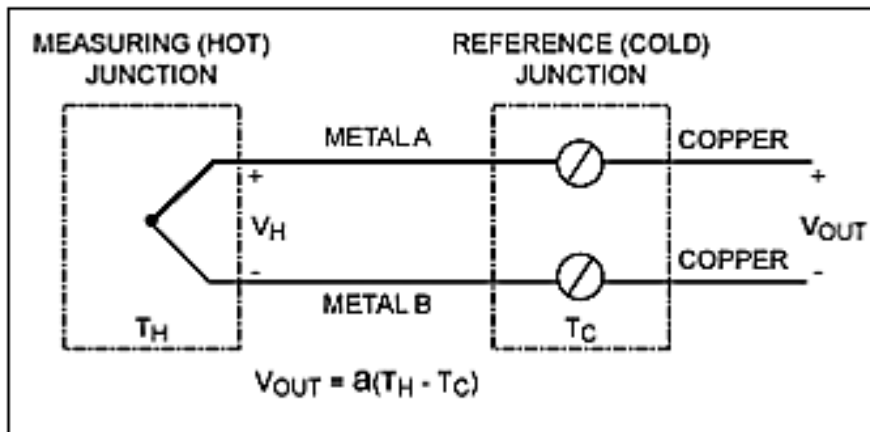 MEASURING (HOT)
JUNCTION
REFERENCE (COLD)
JUNCTION
METAL A
COPPER
+
+
VH
VOUT
-
-
COPPER
METAL B
TH
TC
VOUT = a(TH - TC)